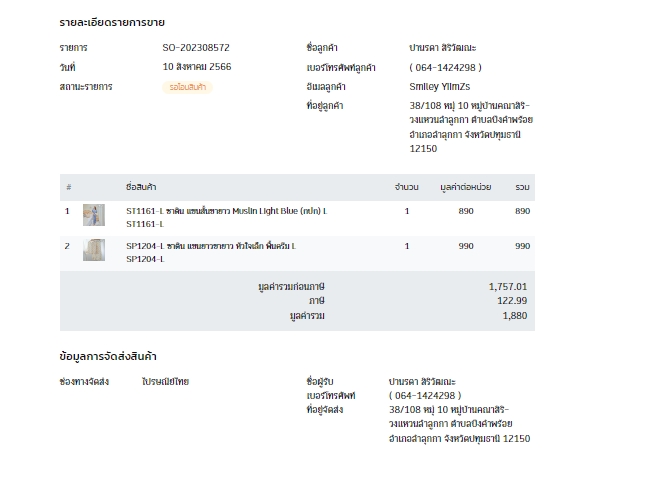 รายละเอียดรายการขาย
รายการ SO-202308572 ชื่อลูกค้า ปานรดา สิริวัฒณะ
วันที่ 10 สิงหาคม 2566 เบอร์โทรศัพท์ลูกค้า ( 064-1424298 )
สถานะรายการ รอโอนสินค้า อีเมลลูกค้า Smiley YiimZs
ที่อยู่ลูกค้า 38/108 หมู่ 10 หมู่บ้านคณาสิริ-
วงแหวนลำลูกกา ตำบลบึงคำพร้อย
อำเภอลำลูกกา จังหวัดปทุมธานี
12150
# ชื่อสินค้า จำนวน มูลค่าต่อหน่วย รวม
1 ST1161-L ซาติน แขนสั้นขายาว Muslin Light Blue (กปก) L 1 890 890
ST1161-L
2 SP1204-L ซาติน แขนยาวขายาว หัวใจเล็ก พื้นครีม L 1 990 990
SP1204-L
มูลค่ารวมก่อนภาษี 1,757.01
ภาษี 122.99
มูลค่ารวม 1,880
ข้อมูลการจัดส่งสินค้า
ช่องทางจัดส่ง ไปรษณีย์ไทย ชื่อผู้รับ ปานรดา สิริวัฒณะ
เบอร์โทรศัพท์ ( 064-1424298 )
ที่อยู่จัดส่ง 38/108 หมู่ 10 หมู่บ้านคณาสิริ-
วงแหวนลำลูกกา ตำบลบึงคำพร้อย
อำเภอลำลูกกา จังหวัดปทุมธานี 12150